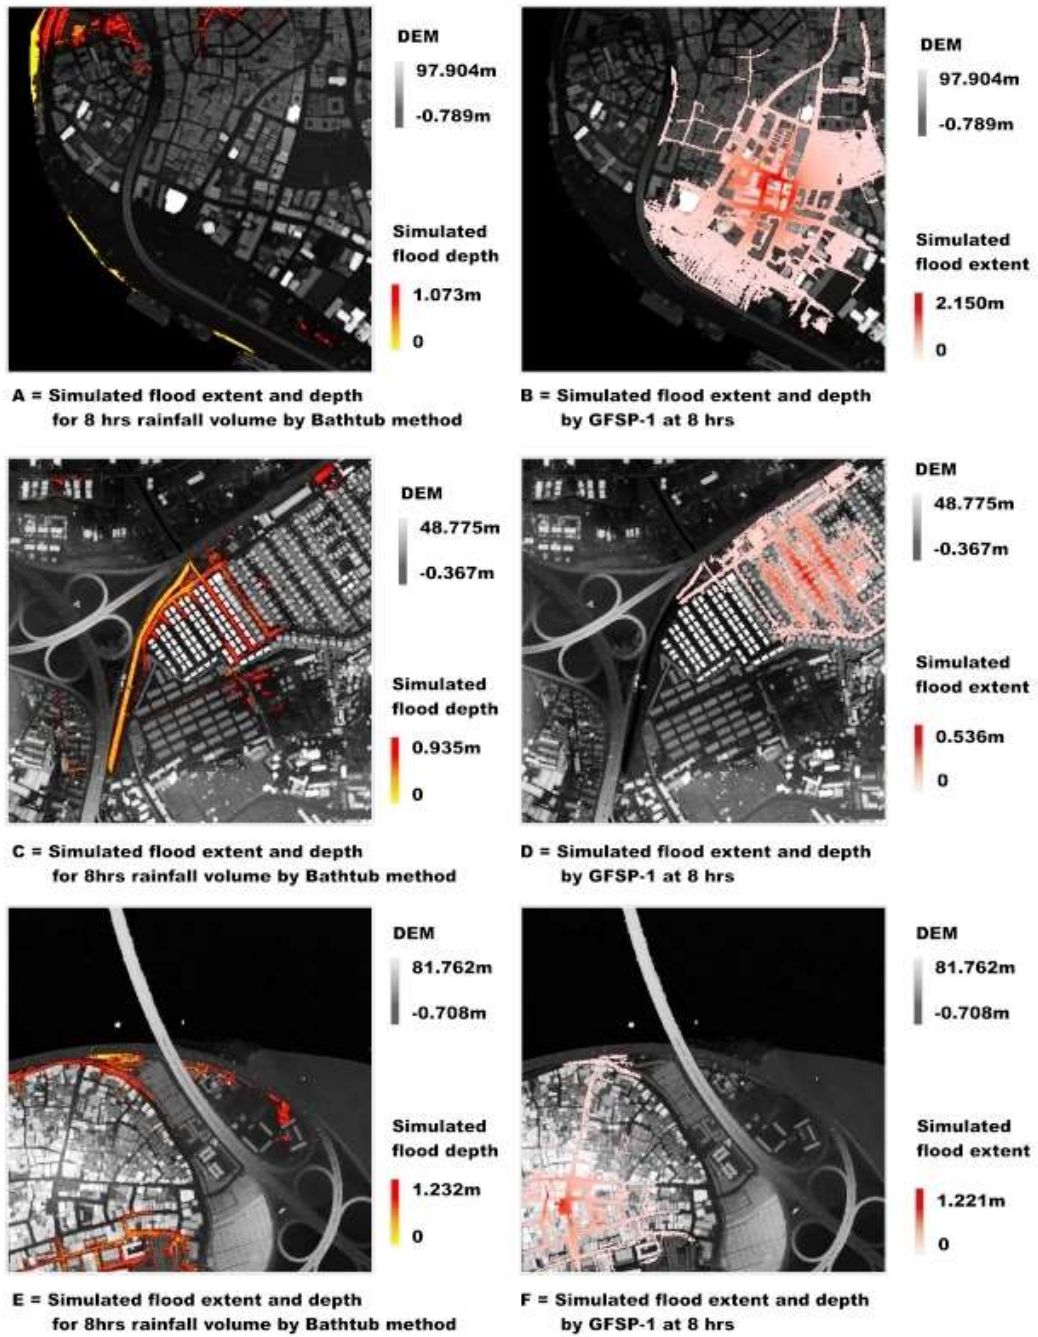 DEM
97.904m
-0.789m
Simulated
flood depth
1.073m
0
A = Simulated flood extent and depth
for 8 hrs rainfall volume by Bathtub method
DEM
97.904m
-0.789m
Simulated
flood extent
2.150m
0
B = Simulated flood extent and depth
by GFSP-1 at 8 hrs
DEM
48.775m
-0.367m
Simulated
flood depth
0.935m
0
C = Simulated flood extent and depth
for 8hrs rainfall volume by Bathtub method
DEM
48.775m
-0.367m
Simulated
flood extent
0.536m
0
D = Simulated flood extent and depth
by GFSP-1 at 8 hrs
DEM
81.762m
-0.708m
Simulated
flood depth
1.232m
0
E = Simulated flood extent and depth
for 8hrs rainfall volume by Bathtub method
DEM
81.762m
-0.708m
Simulated
flood extent
1.221m
0
F = Simulated flood extent and depth
by GFSP-1 at 8 hrs